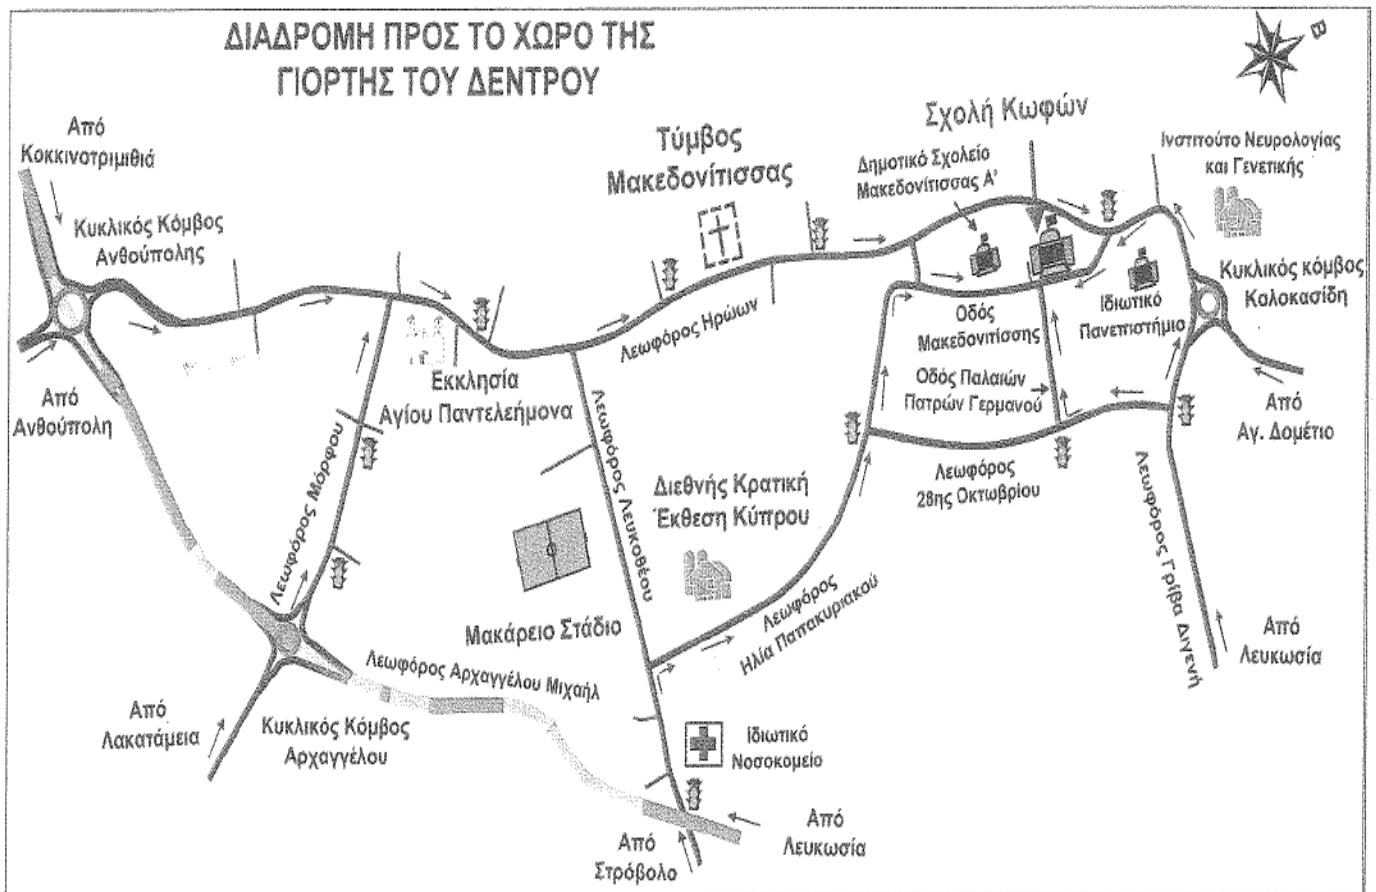 ΔΙΑΔΡΟΜΗ ΠΡΟΣ ΤΟ ΧΩΡΟ ΤΗΣ
ΓΙΟΡΤΗΣ ΤΟΥ ΔΕΝΤΡΟΥ
Β
Από
Κοκκινοτριμιθιά
Κυκλικός Κόμβος
Ανθούπολης
Τύμβος
Μακεδονίτισσας
Σχολή Κωφών
Δημοτικό Σχολείο
Μακεδονίτισσας Α'
Ινστιτούτο Νευρολογίας
και Γενετικής
Κυκλικός κόμβος
Κολοκασίδη
Ιδιωτικό
Πανεπιστήμιο
Οδός
Μακεδονιτίσσης
Λεωφόρος Ηρώων
Εκκλησία
Αγίου Παντελεήμονα
Από
Ανθούπολη
Οδός Παλαιών
Πατρών Γερμανού
Από
Αγ. Δομέτιο
Λεωφόρος Μόρφου
Λεωφόρος Λευκοθέου
Διεθνής Κρατική
Έκθεση Κύπρου
Λεωφόρος
28ης Οκτωβρίου
Λεωφόρος Γρίβα Διγενή
Μακάρειο Στάδιο
Λεωφόρος
Ηλία Παπακυριακού
Από
Λευκωσία
Λεωφόρος Αρχαγγέλου Μιχαήλ
Από
Λακατάμεια
Κυκλικός Κόμβος
Αρχαγγέλου
Ιδιωτικό
Νοσοκομείο
Από
Στρόβολο
Από
Λευκωσία